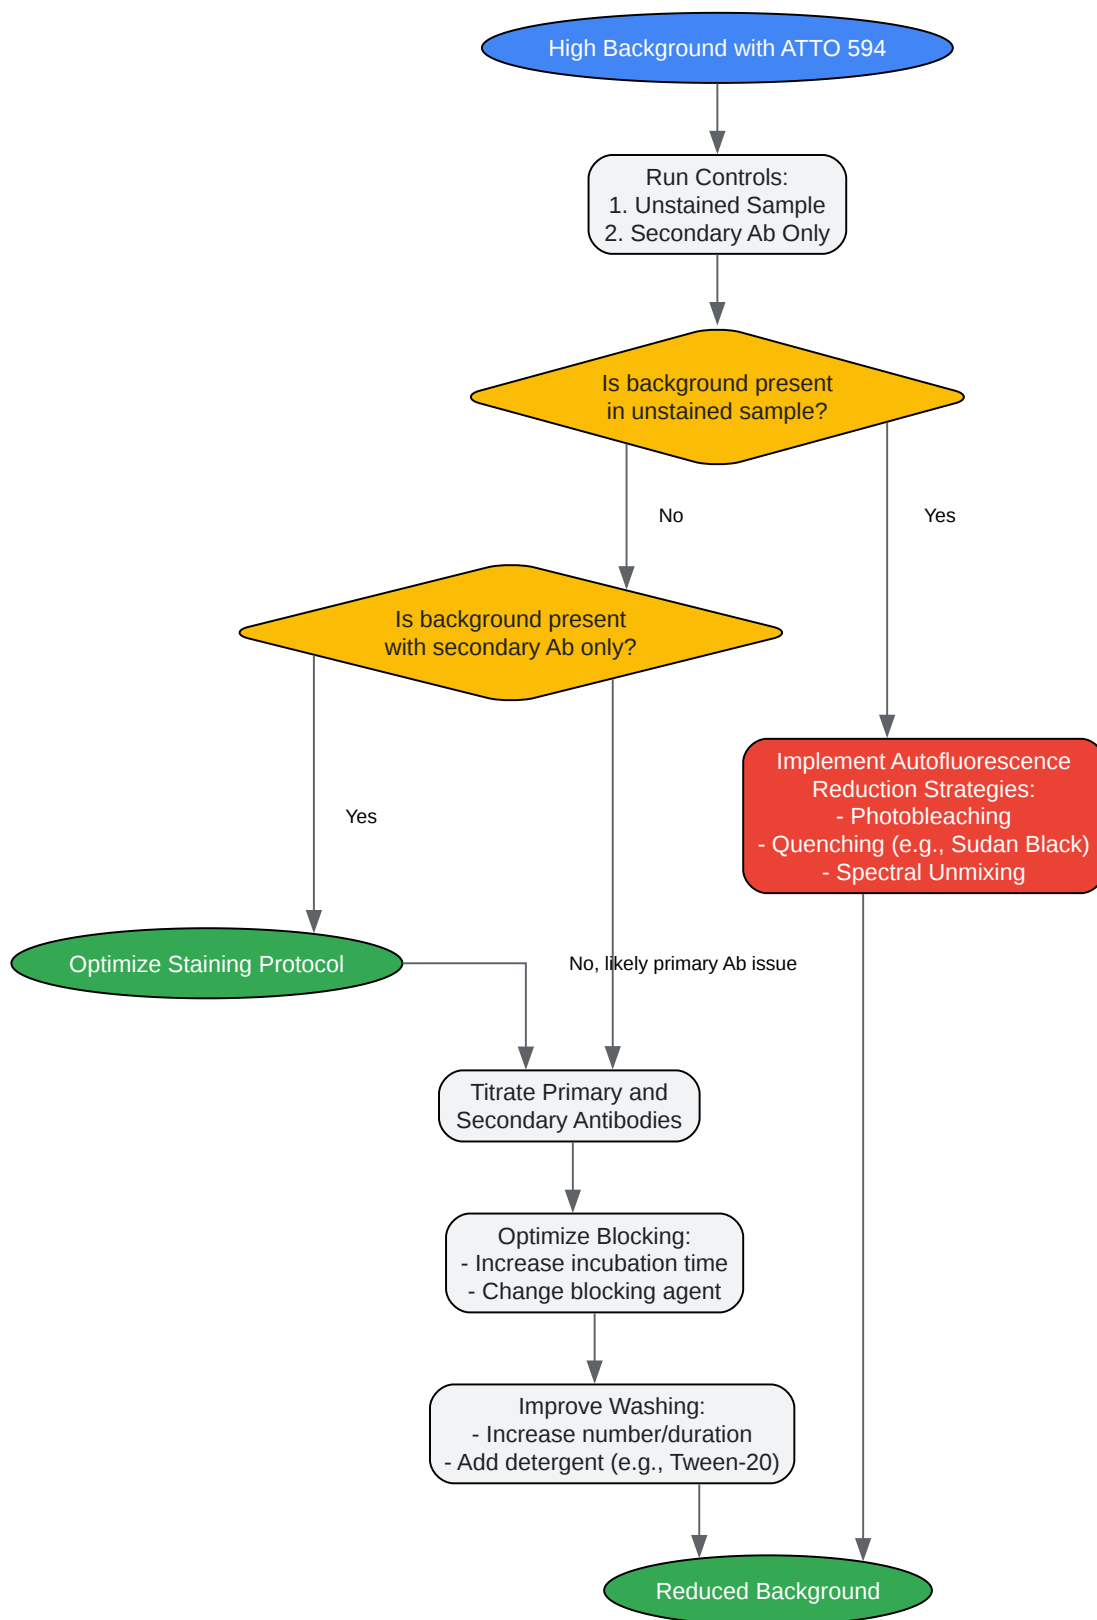 High Background with ATTO 594
Run Controls:
1. Unstained Sample
2. Secondary Ab Only
Is background present
in unstained sample?
No
Yes
Is background present
with secondary Ab only?
Implement Autofluorescence
Reduction Strategies:
- Photobleaching
- Quenching (e.g., Sudan Black)
- Spectral Unmixing
Yes
Optimize Staining Protocol
No, likely primary Ab issue
Titrate Primary and
Secondary Antibodies
Optimize Blocking:
- Increase incubation time
- Change blocking agent
Improve Washing:
- Increase number/duration
- Add detergent (e.g., Tween-20)
Reduced Background